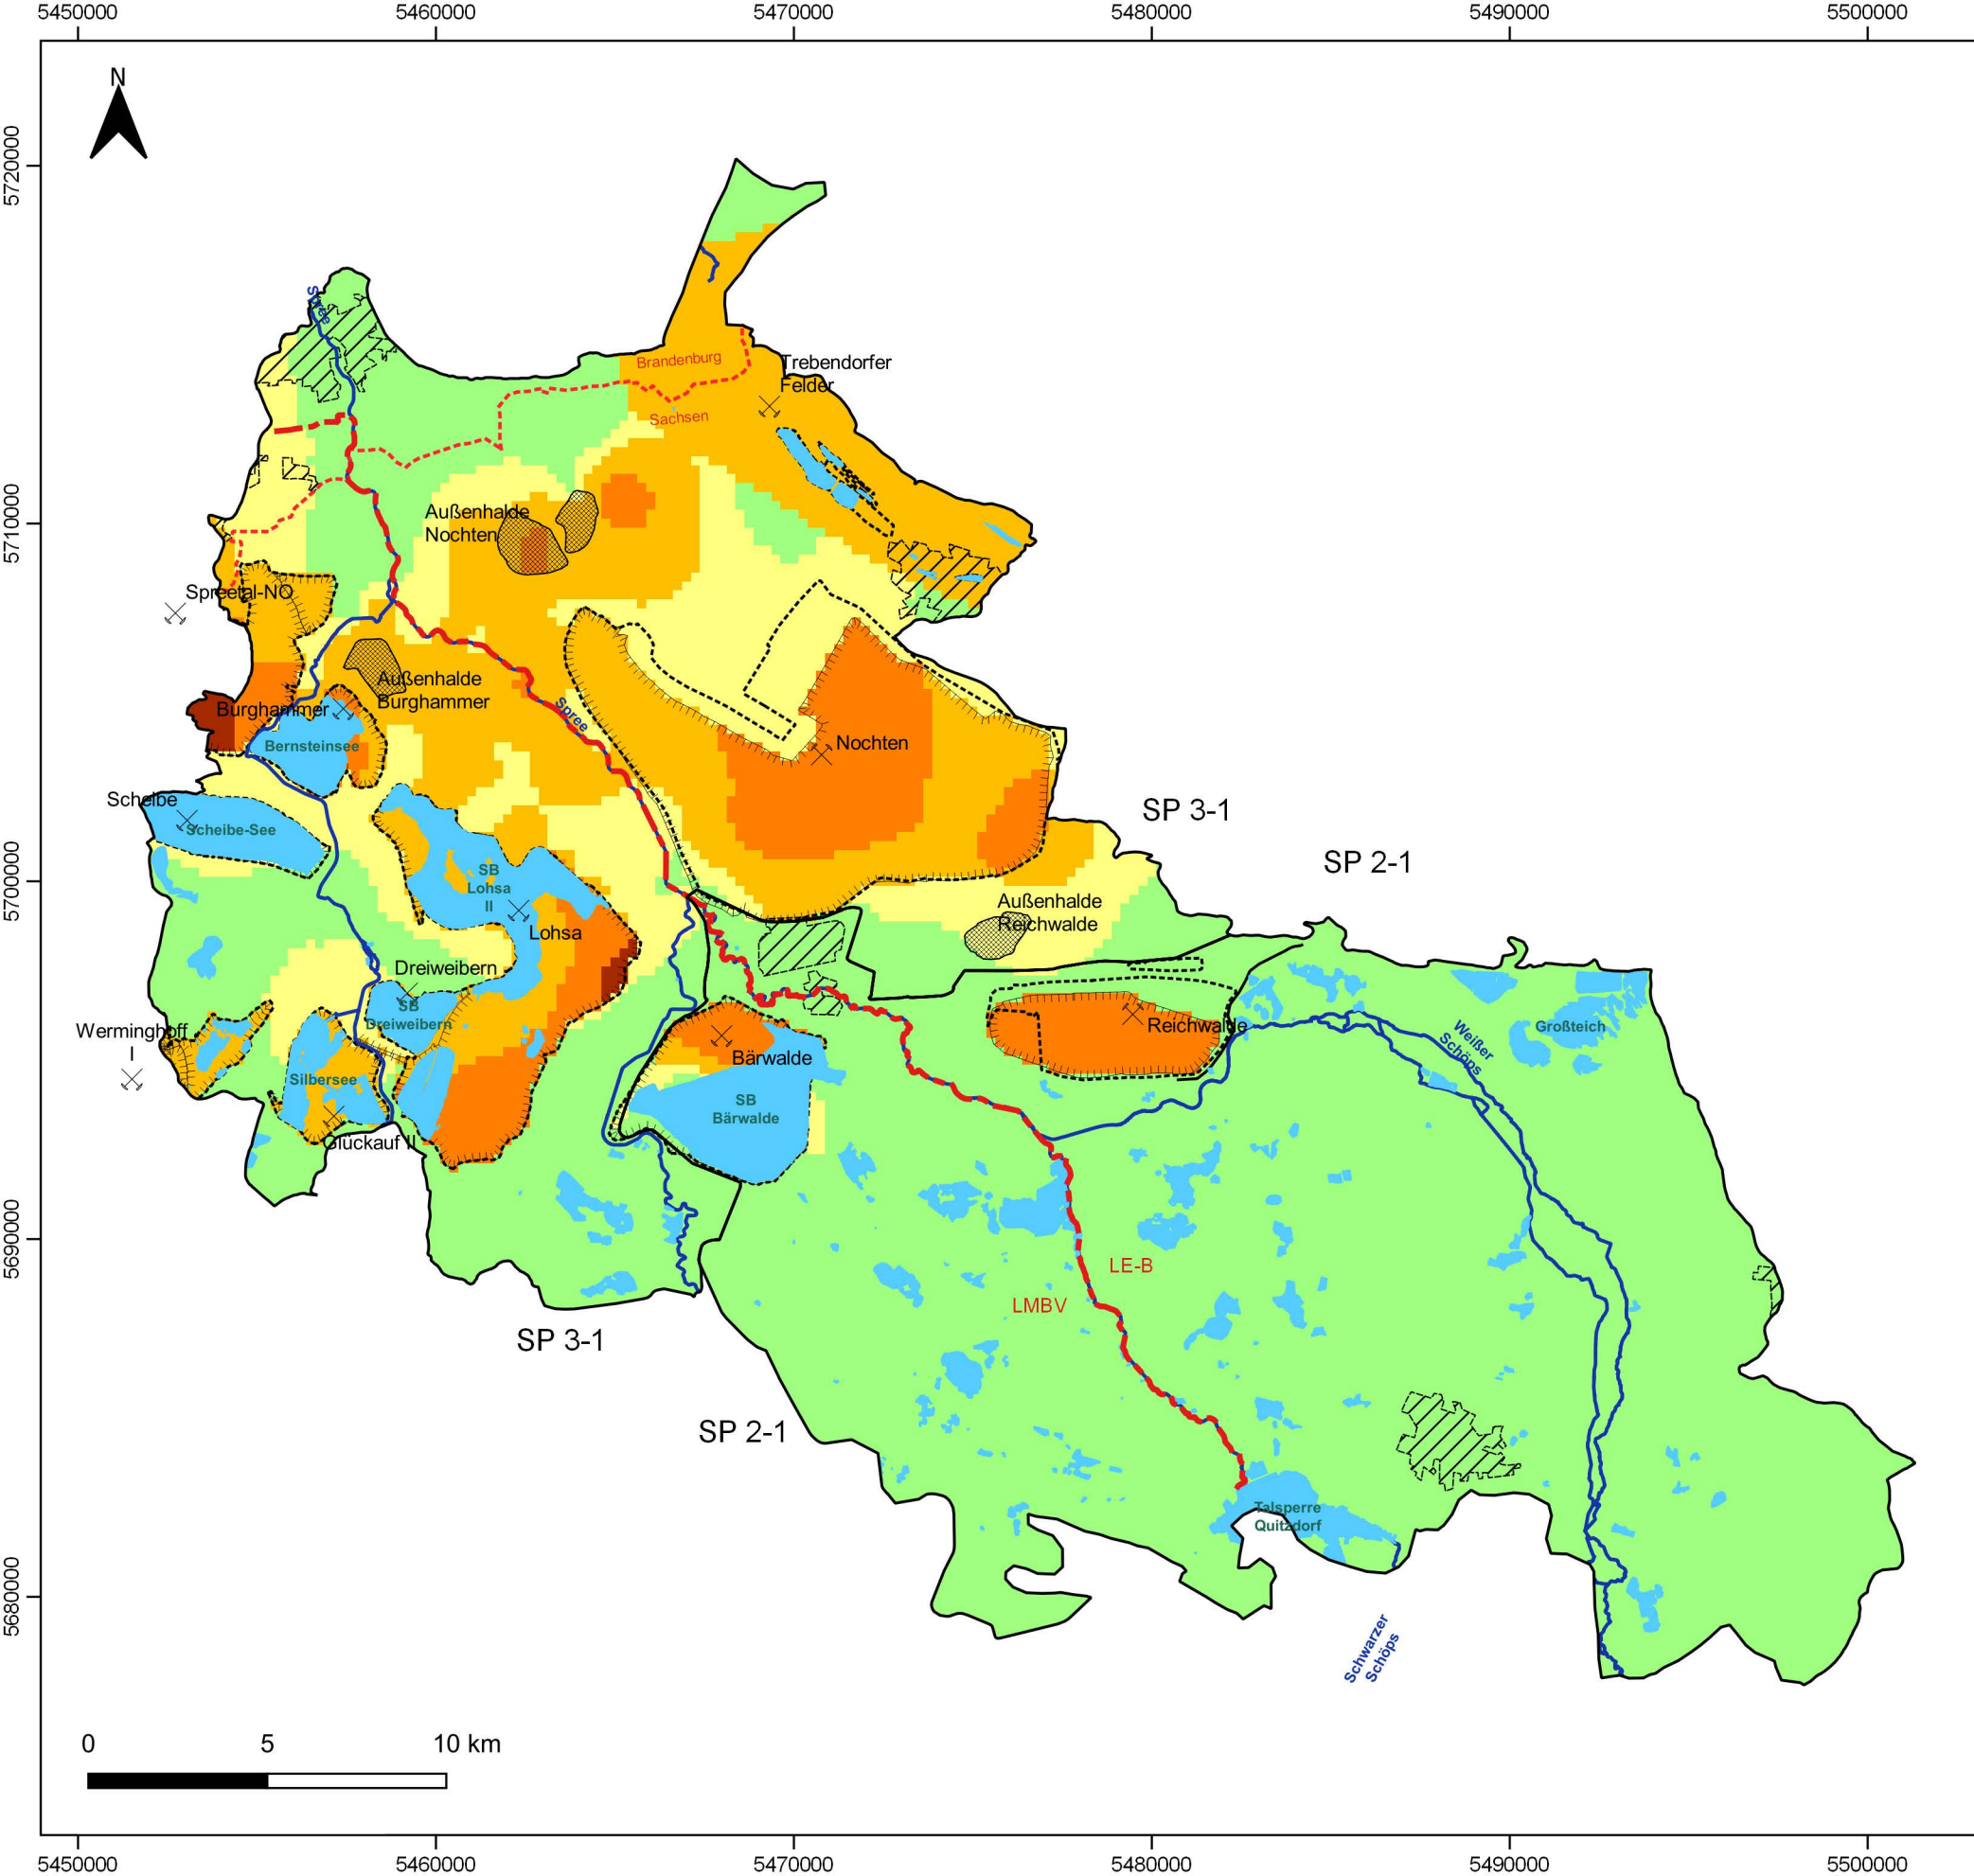 5450000
5460000
5470000
5480000
5490000
5500000
N
5720000
5710000
5700000
5690000
5680000
Spree
Brandenburg
Sachsen
Trebendorfer
Felder
Außenhalde
Nochten
Spreetal-NO
Außenhalde
Burghammer
Burghammer
Bernsteinsee
Spree
Nochten
Scheibe
Scheibe-See
SP 3-1
SP 2-1
SB
Lohsa
II
Lohsa
Außenhalde
Reichwalde
Dreiweibern
SB
Dreiweibern
Werminghoff
I
Silbersee
Glückauf II
Bärwalde
SB
Bärwalde
Reichwalde
Weißer
Schöps
Großteich
LE-B
LMBV
SP 3-1
SP 2-1
Talsperre
Quitzdorf
Schwarzer
Schöps
0
5
10 km
5450000
5460000
5470000
5480000
5490000
5500000